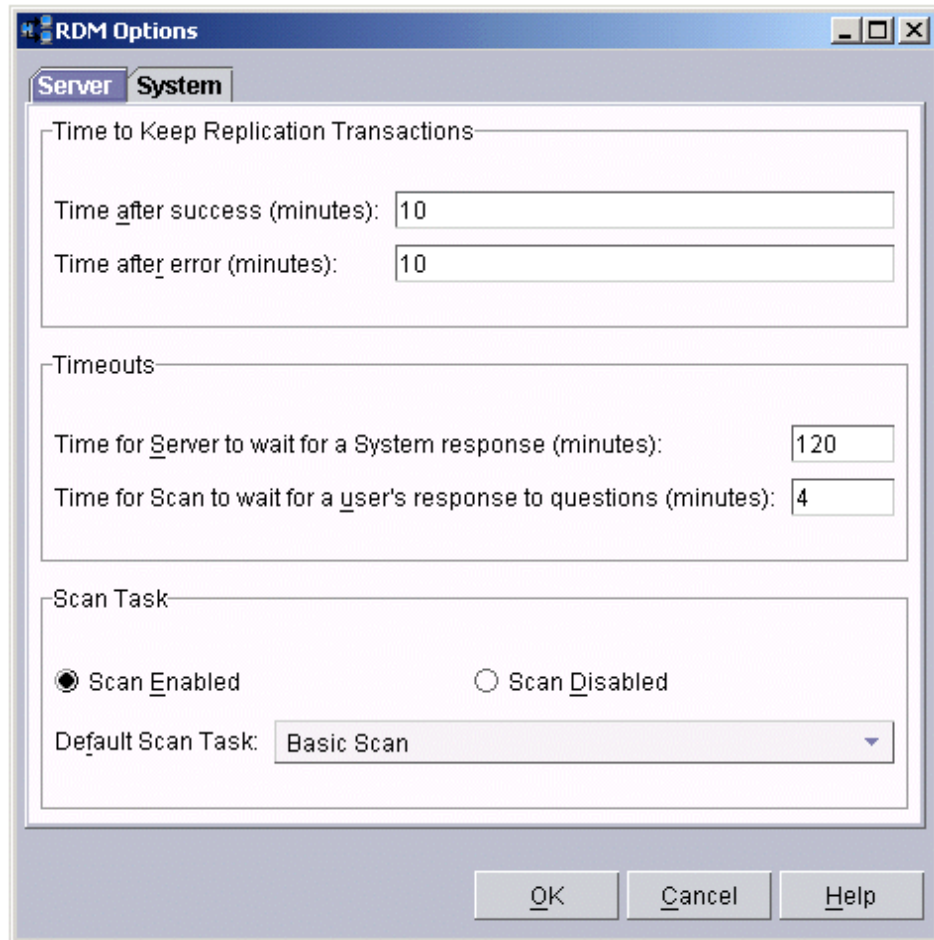 RDM Options
Server System
Time to Keep Replication Transactions
Time after success (minutes): 10
Time after error (minutes): 10
Timeouts
Time for Server to wait for a System response (minutes): 120
Time for Scan to wait for a user's response to questions (minutes): 4
Scan Task
Scan Enabled Scan Disabled
Default Scan Task: Basic Scan
OK Cancel Help